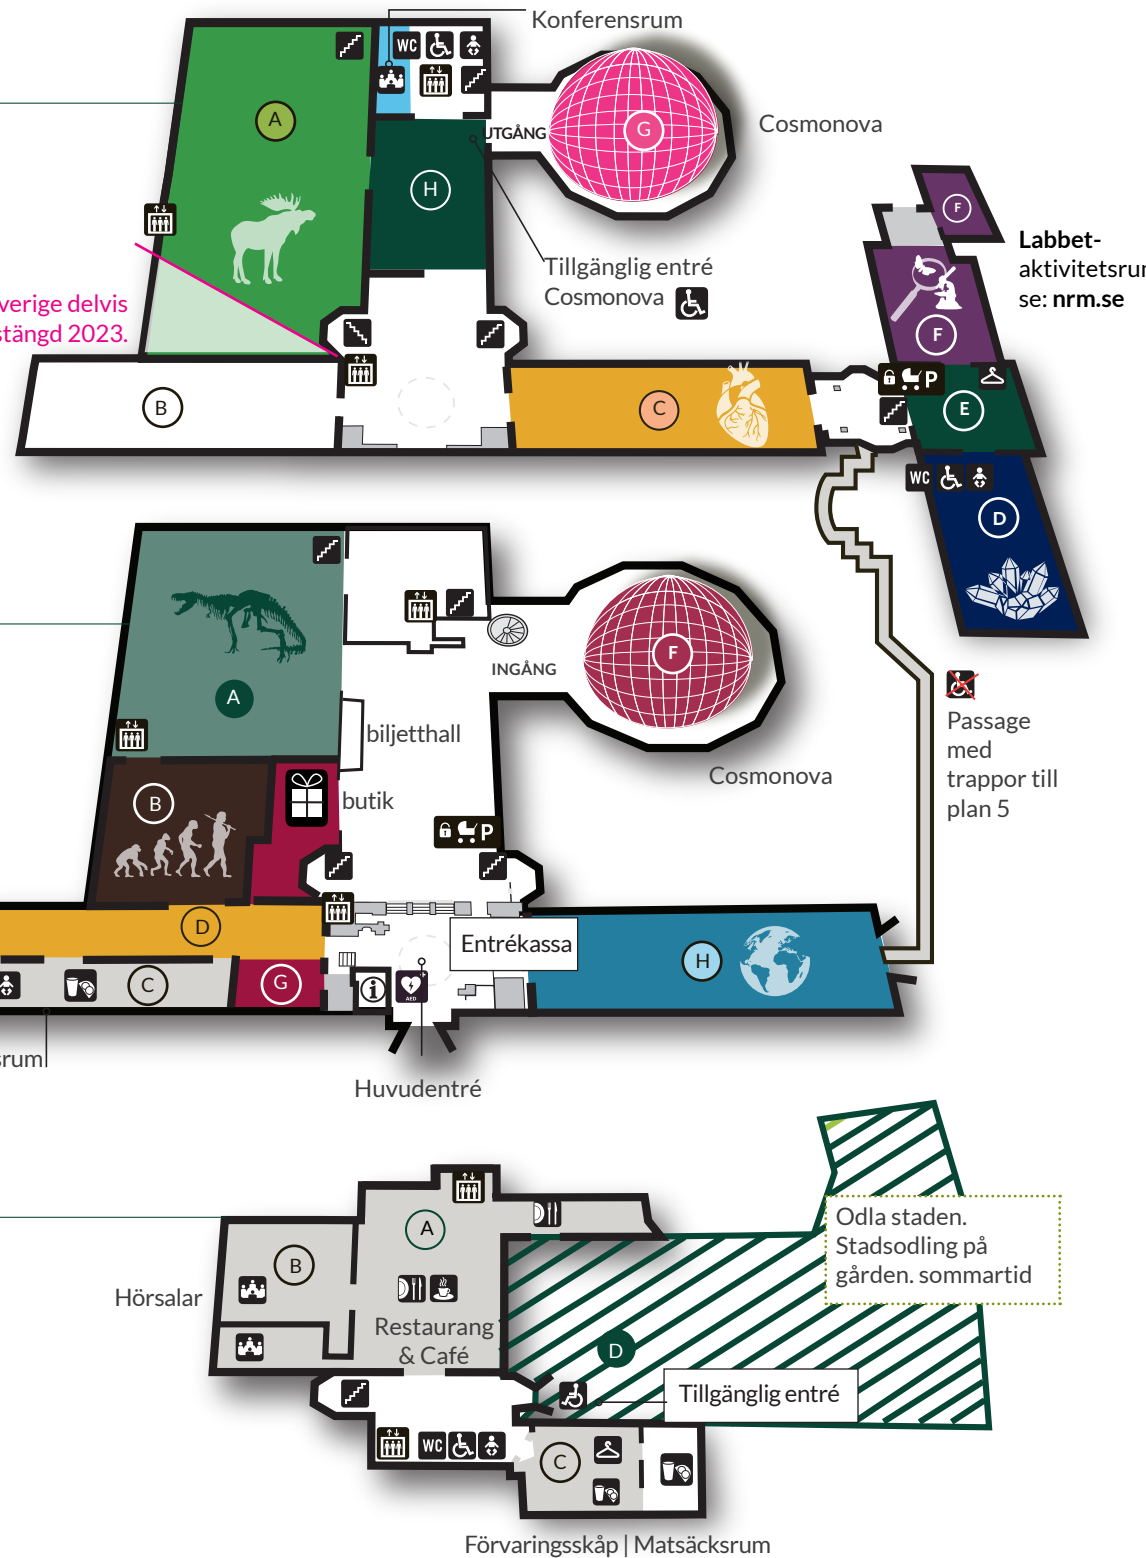 Konferensrum
WC
A
UTGÅNG
G
Cosmonova
H
F
Labbet-
aktivitetsrum
se: nrm.se
Tillgänglig entré
Cosmonova
verige delvis
stängd 2023.
F
P
B
C
E
WC
D
A
INGÅNG
F
biljetthall
Cosmonova
Passage
med
trappor till
plan 5
B
butik
P
D
Entrékassa
H
C
G
i
AED
srum
Huvudentré
A
B
Odla staden.
Stadsodling på
gården. sommartid
Hörsalar
Restaurang
& Café
D
Tillgänglig entré
WC
C
Förvaringsskåp | Matsäcksrum